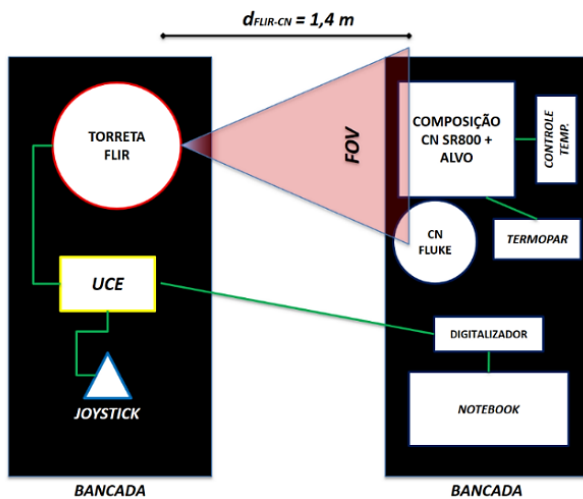 dFLIR-CN = 1,4 m
TORRETA
FLIR
FOV
COMPOSIÇÃO
CN SR800 +
ALVO
CONTROLE
TEMP.
CN
FLUKE
TERMOPAR
UCE
DIGITALIZADOR
JOYSTICK
NOTEBOOK
BANCADA
BANCADA